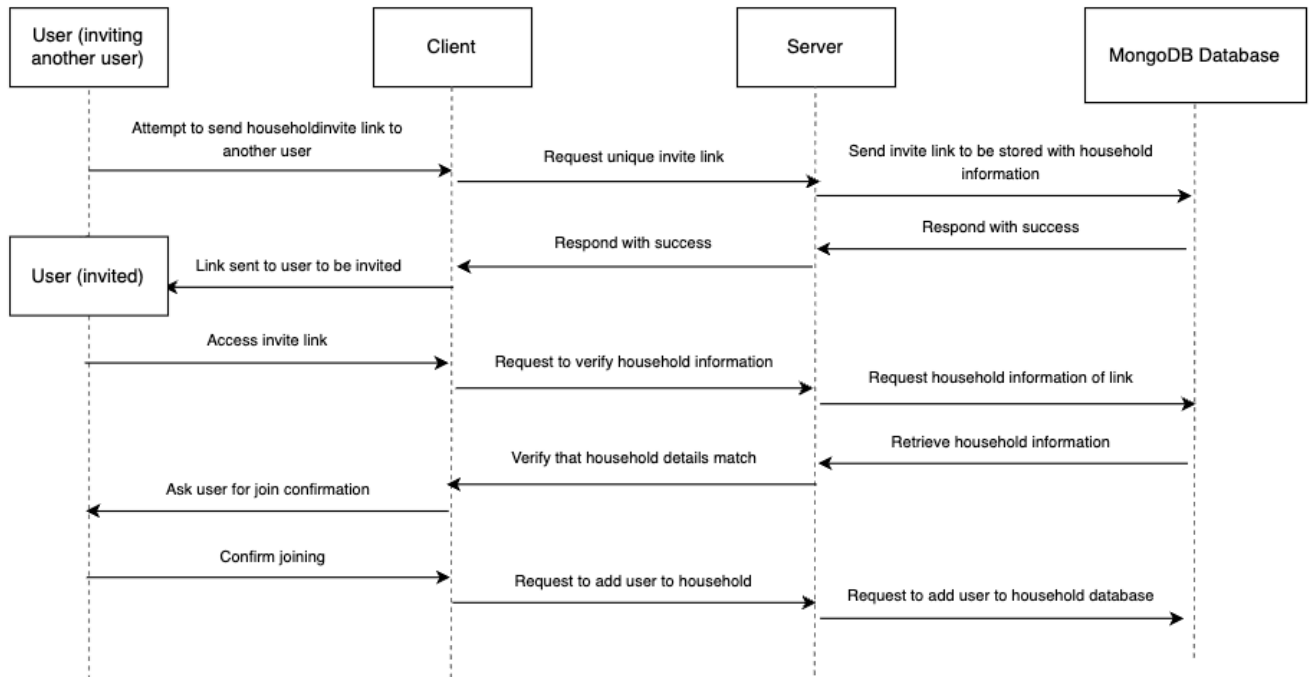 User (inviting
another user)
Client
Server
MongoDB Database
Attempt to send householdinvite link to
another user
Request unique invite link
Send invite link to be stored with household
information
Respond with success
Respond with success
User (invited)
Link sent to user to be invited
Access invite link
Request to verify household information
Request household information of link
Retrieve household information
Verify that household details match
Ask user for join confirmation
Confirm joining
Request to add user to household
Request to add user to household database